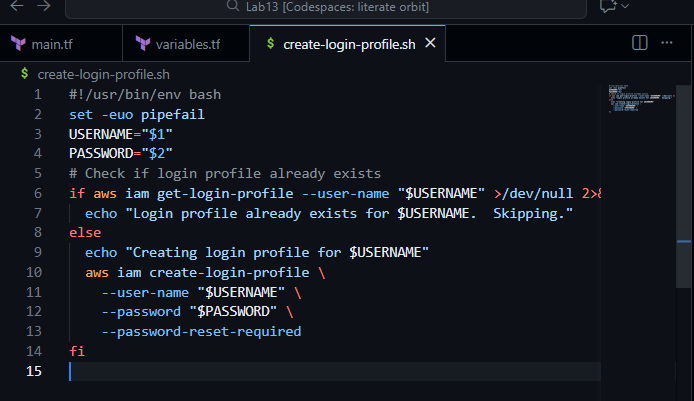 Lab13 [Codespaces: literate orbit]
main.tf
variables.tf
$ create-login-profile.sh
$ create-login-profile.sh
1 #!/usr/bin/env bash
2 set -euo pipefail
3 USERNAME="$1"
4 PASSWORD="$2"
5 # Check if login profile already exists
6 if aws iam get-login-profile --user-name "$USERNAME" >/dev/null 2>&
7 echo "Login profile already exists for $USERNAME.  Skipping."
8 else
9 echo "Creating login profile for $USERNAME"
10 aws iam create-login-profile \
11 --user-name "$USERNAME" \
12 --password "$PASSWORD" \
13 --password-reset-required
14 fi
15